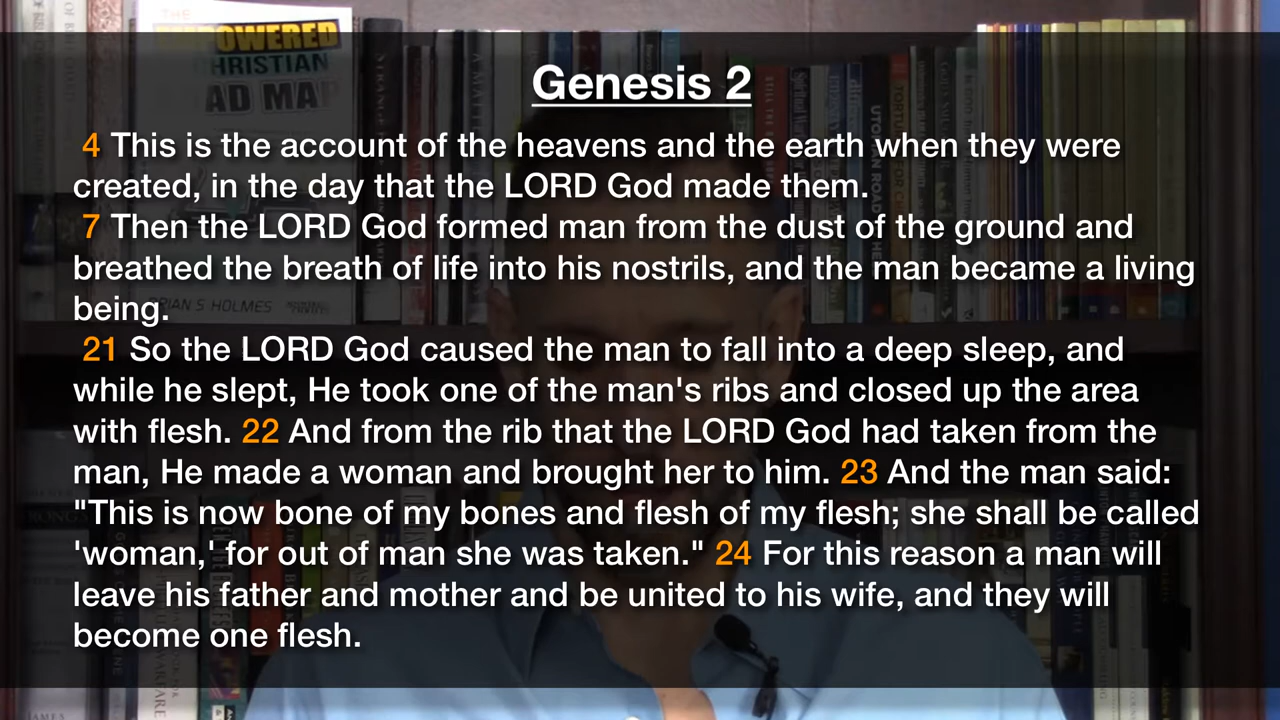 THE
EMPOWERED
CHRISTIAN
ROAD MAP
Genesis 2
4 This is the account of the heavens and the earth when they were
created, in the day that the LORD God made them.
7 Then the LORD God formed man from the dust of the ground and
breathed the breath of life into his nostrils, and the man became a living
being.
BRIAN S HOLMES
21 So the LORD God caused the man to fall into a deep sleep, and
while he slept, He took one of the man's ribs and closed up the area
with flesh. 22 And from the rib that the LORD God had taken from the
man, He made a woman and brought her to him. 23 And the man said:
"This is now bone of my bones and flesh of my flesh; she shall be called
'woman,' for out of man she was taken." 24 For this reason a man will
leave his father and mother and be united to his wife, and they will
become one flesh.